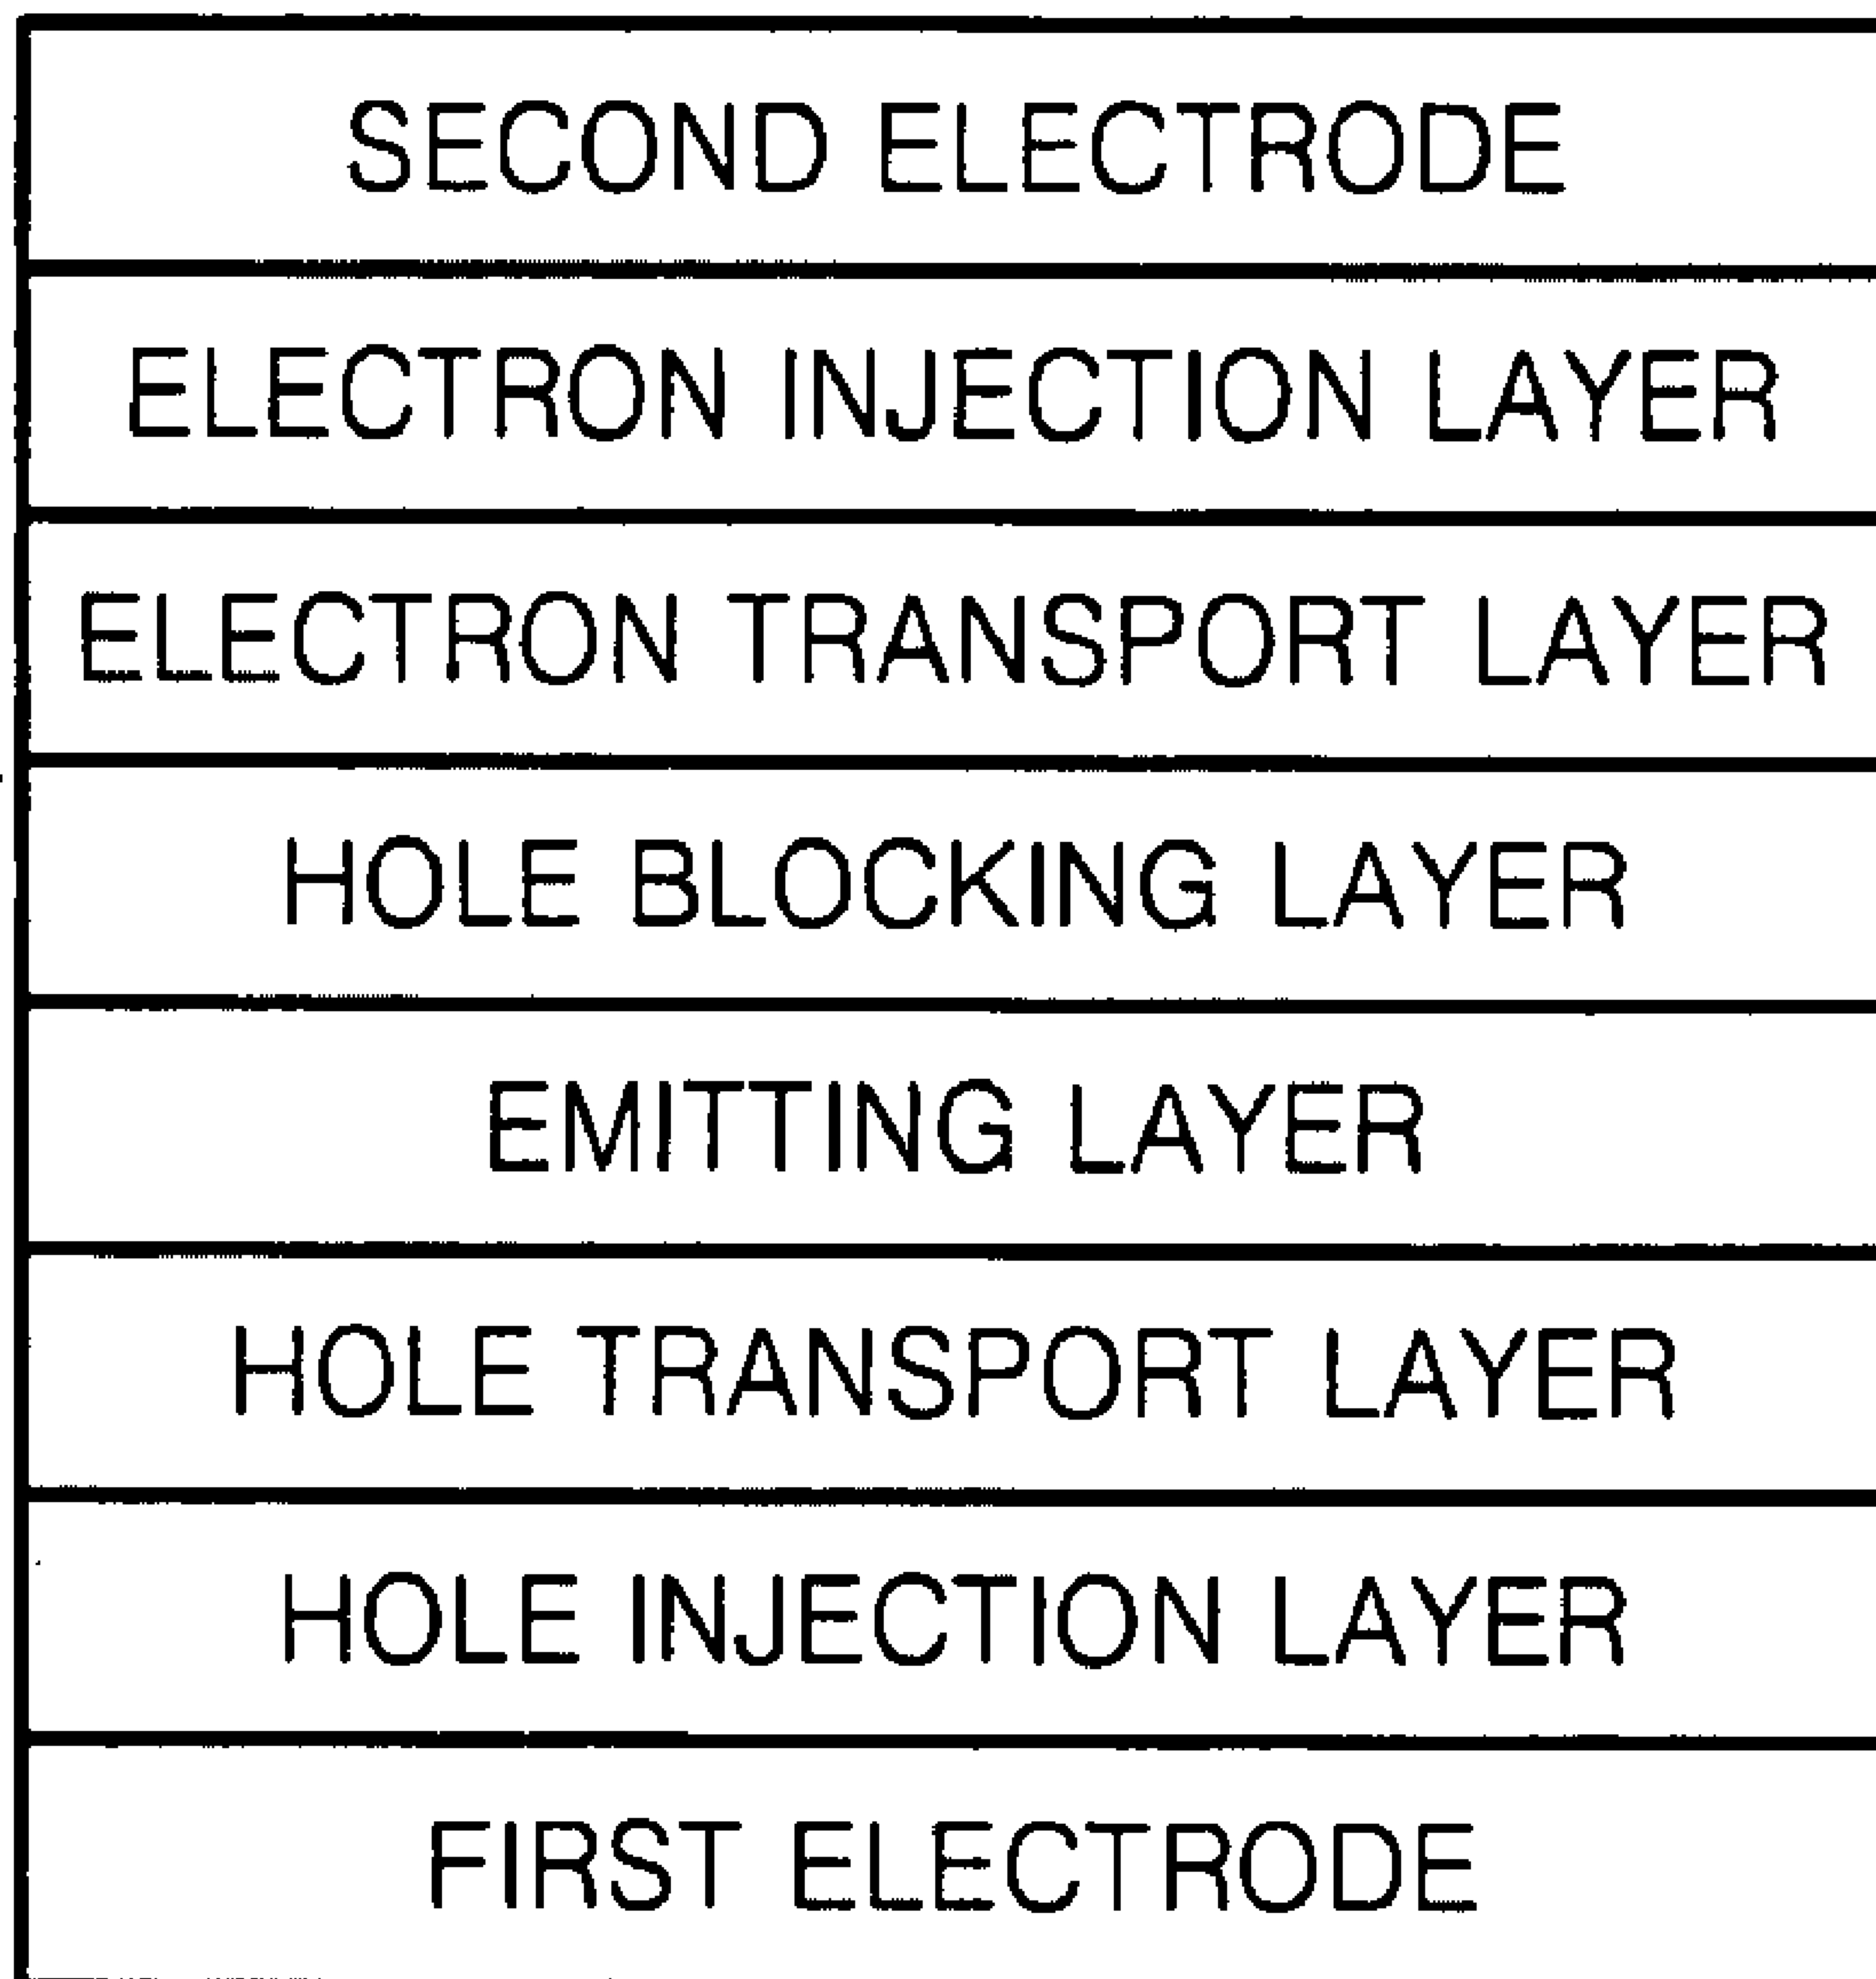 SECOND ELECTRODE
ELECTRON INJECTION LAYER
ELECTRON TRANSPORT LAYER
HOLE BLOCKING LAYER
EMITTING LAYER
HOLE TRANSPORT LAYER
HOLE INJECTION LAYER
FIRST ELECTRODE